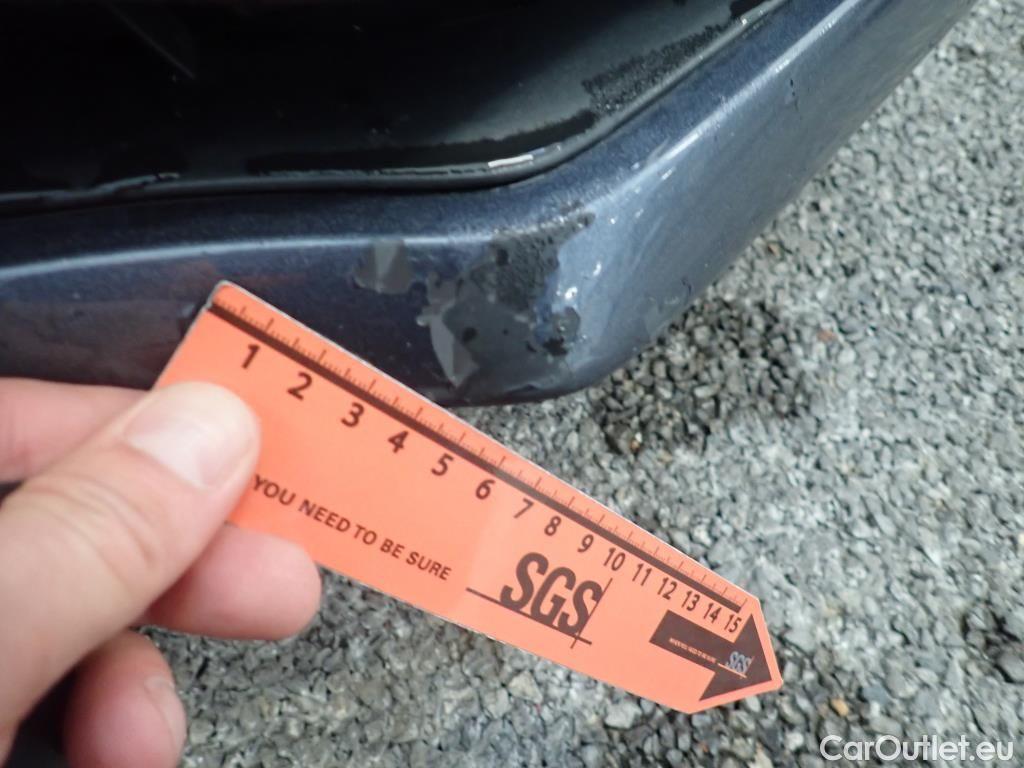 1 2 3 4 5 6 7 8 9 10 11 12 13 14 15
YOU NEED TO BE SURE
SGS
SGS
CarOutlet.eu